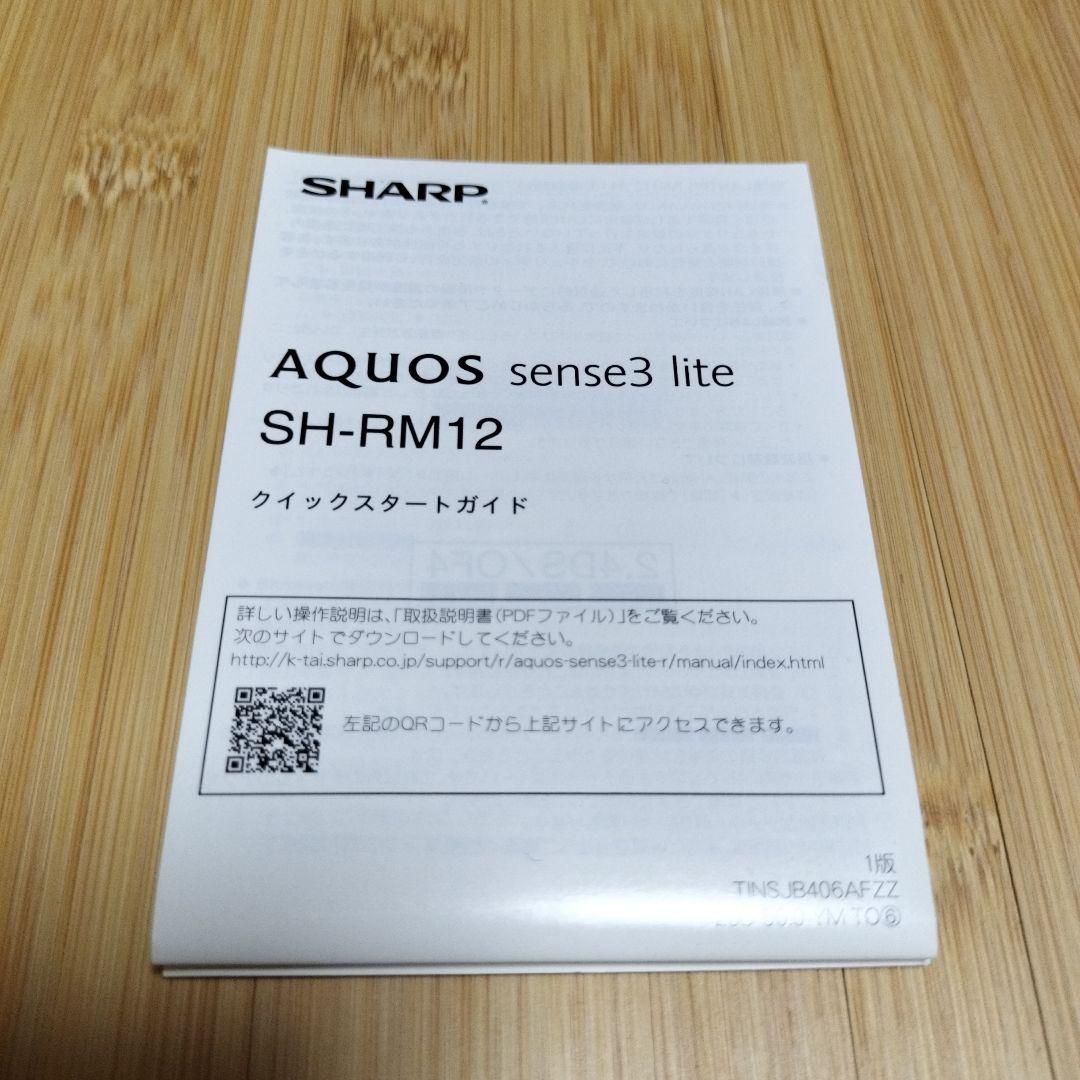 SHARP®
AQUOS sense3 lite
SH-RM12
クイックスタートガイド
詳しい操作説明は、「取扱説明書(PDFファイル)」をご覧ください。
次のサイトでダウンロードしてください。
http://k-tai.sharp.co.jp/support/r/aquos-sense3-lite-r/manual/index.html
左記のQRコードから上記サイトにアクセスできます。
1版
TINSJB406AFZZ
YM TO⑥